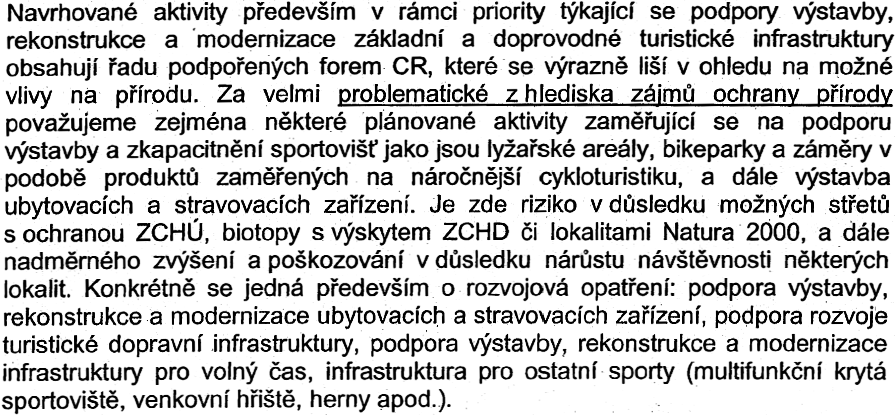 Navrhované aktivity především v rámci priority týkající se podpory výstavby,
rekonstrukce a modernizace základní a doprovodné turistické infrastruktury
obsahují řadu podpořených forem CR, které se výrazně liší v ohledu na možné
vlivy na přírodu. Za velmi problematické z hlediska zájmů ochrany přírody
považujeme zejména některé plánované aktivity zaměřující se na podporu
výstavby a zkapacitnění sportovišť jako jsou lyžařské areály, bikeparky a záměry v
podobě produktů zaměřených na náročnější cykloturistiku, a dále výstavba
ubytovacích a stravovacích zařízení. Je zde riziko v důsledku možných střetů
s ochranou ZCHÚ, biotopy s výskytem ZCHD či lokalitami Natura 2000, a dále
nadměrného zvýšení a poškozování v důsledku nárůstu návštěvnosti některých
lokalit. Konkrétně se jedná především o rozvojová opatření: podpora výstavby,
rekonstrukce a modernizace ubytovacích a stravovacích zařízení, podpora rozvoje
turistické dopravní infrastruktury, podpora výstavby, rekonstrukce a modernizace
infrastruktury pro volný čas, infrastruktura pro ostatní sporty (multifunkční krytá
sportoviště, venkovní hřiště, herny apod.).